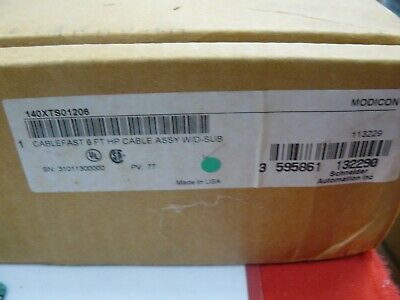 140XTS01206
MODICON
1 CABLEFAST 6 FT HP CABLE ASSY W/D-SUB
113229
SN: 31011300000 PV: 77
Made In USA
3 595861 132290
Schneider
Automation Inc